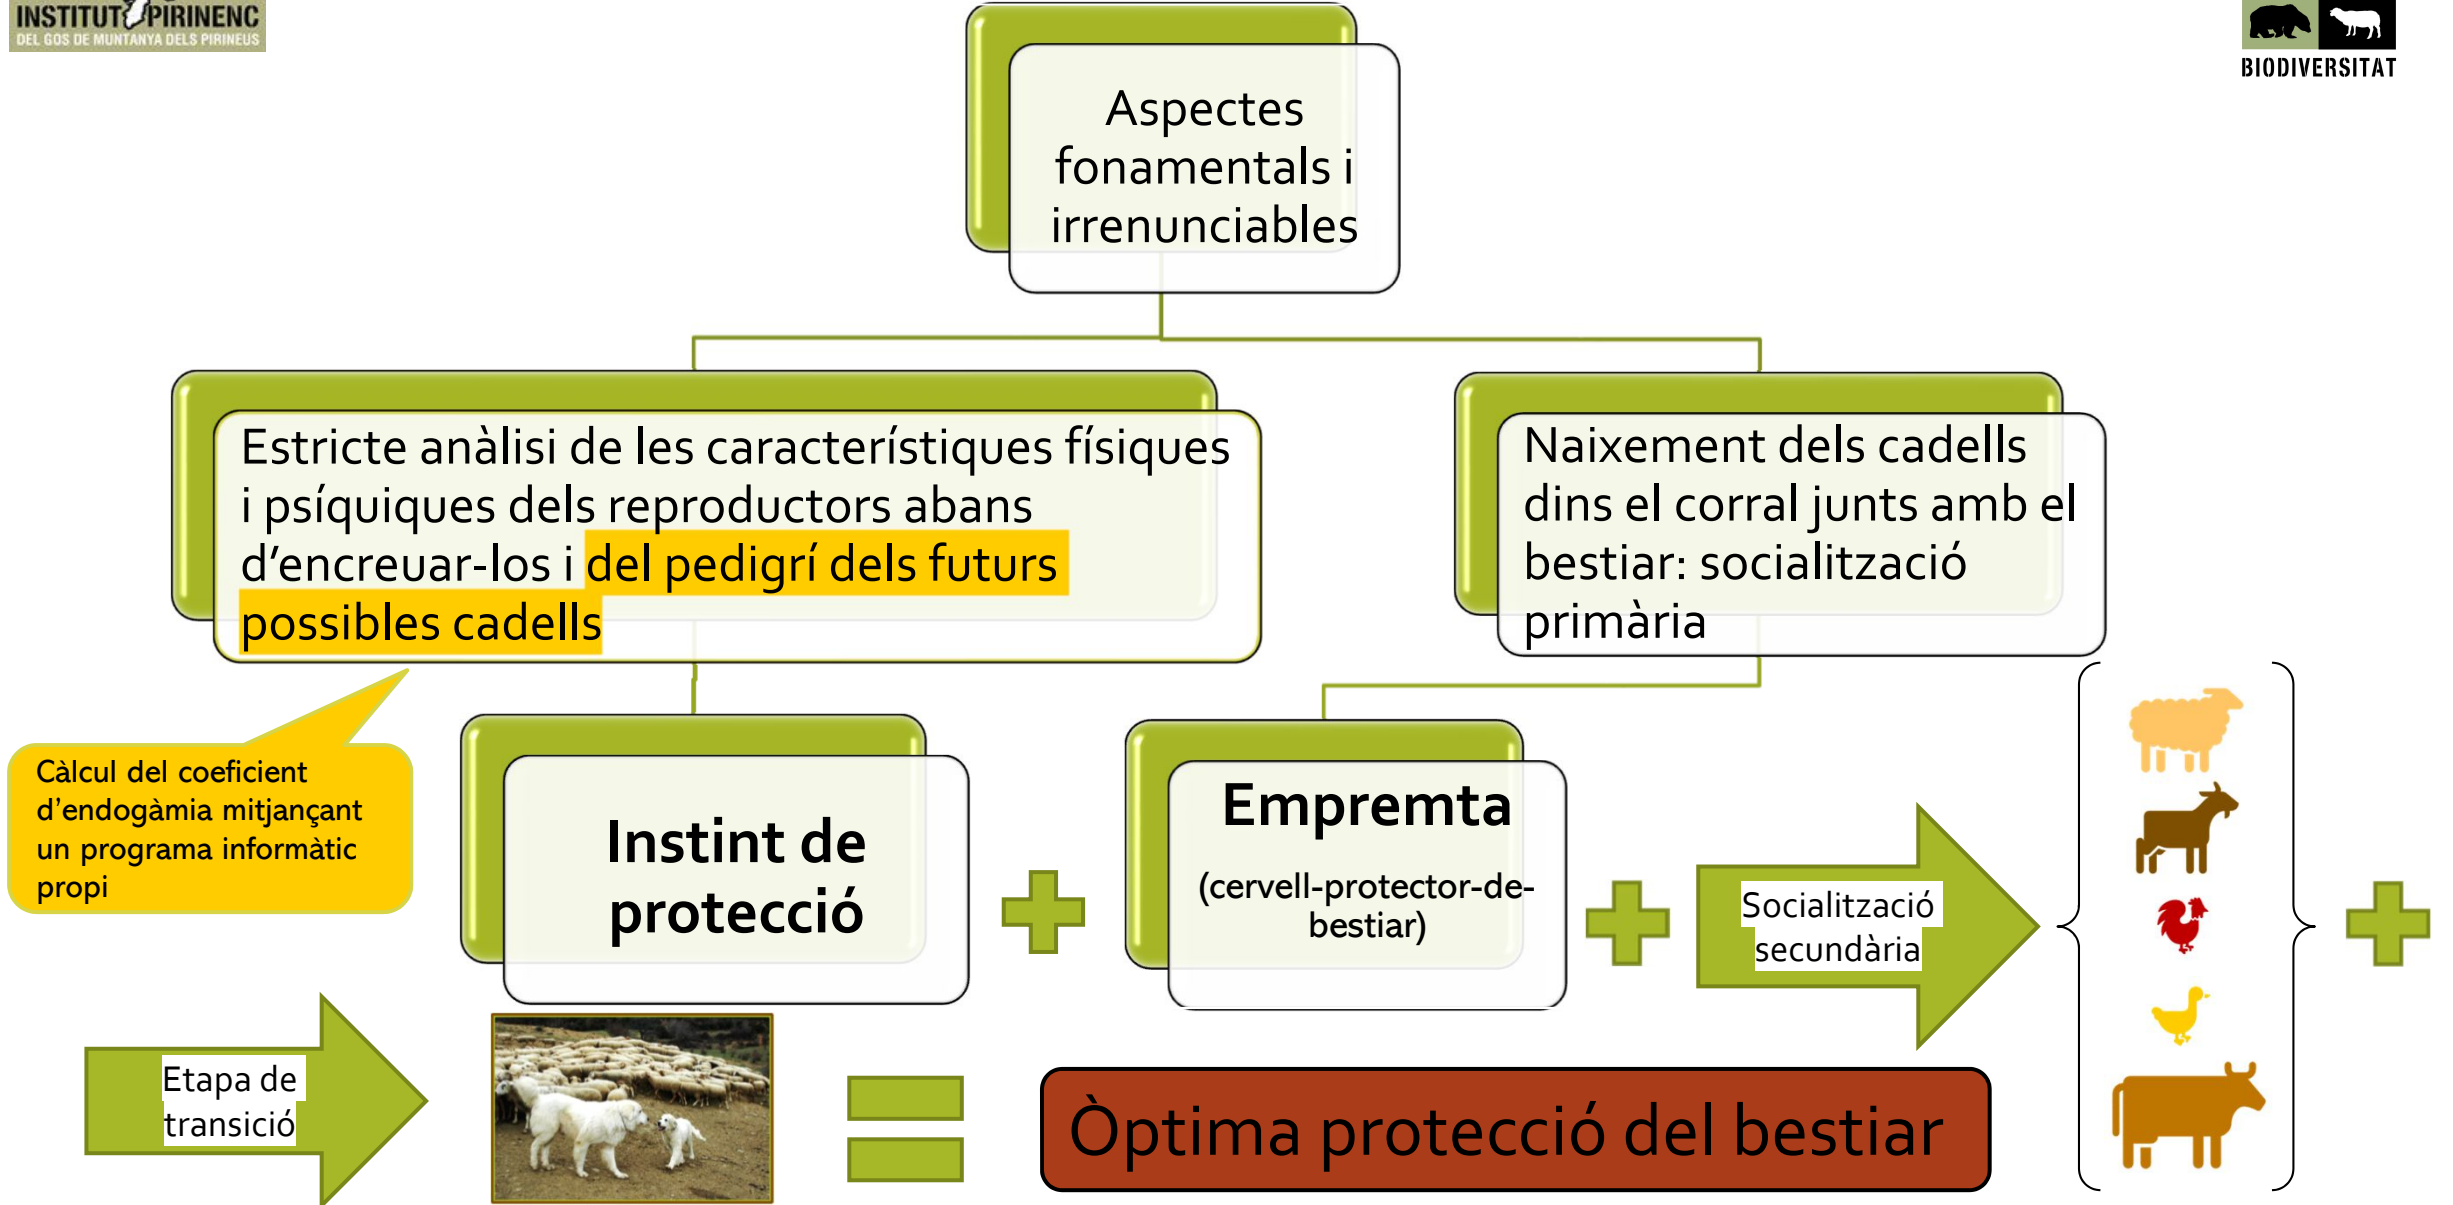 INSTITUT PIRINENC
DEL GOS DE MUNTANYA DELS PIRINEUS
BIODIVERSITAT
Aspectes
fonamentals i
irrenunciables
Estricte anàlisi de les característiques físiques
i psíquiques dels reproductors abans
d'encreuar-los i del pedigrí dels futurs
possibles cadells
Naixement dels cadells
dins el corral junts amb el
bestiar: socialització
primària
Càlcul del coeficient
d'endogàmia mitjançant
un programa informàtic
propi
Instint de
protecció
Empremta
(cervell-protector-de-
bestiar)
Socialització
secundària
Etapa de
transició
Òptima protecció del bestiar